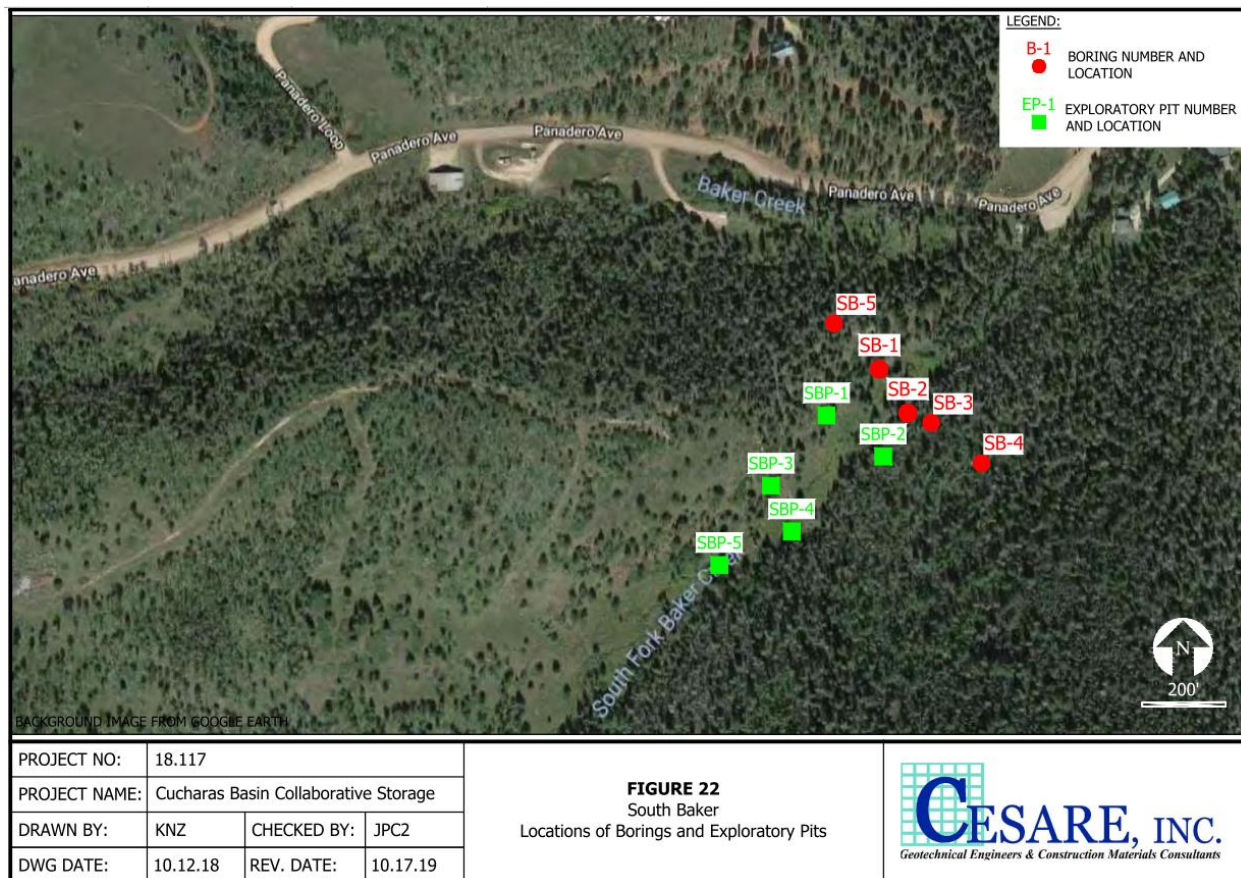 LEGEND:
B-1
BORING NUMBER AND
LOCATION
EP-1
EXPLORATORY PIT NUMBER
AND LOCATION
Panadero Loop
Panadero Ave
Panadero Ave
Baker Creek
Panadero Ave
Panadero Ave
anadero Ave
SB-5
SB-1
SBP-1
SB-2
SB-3
SBP-2
SB-4
SBP-3
SBP-4
SBP-5
South Fork Baker Creek
N
200'
BACKGROUND IMAGE FROM GOOGLE EARTH
PROJECT NO: 18.117
PROJECT NAME: Cucharas Basin Collaborative Storage
DRAWN BY: KNZ CHECKED BY: JPC2
DWG DATE: 10.12.18 REV. DATE: 10.17.19
FIGURE 22
South Baker
Locations of Borings and Exploratory Pits
CESARE, INC.
Geotechnical Engineers & Construction Materials Consultants